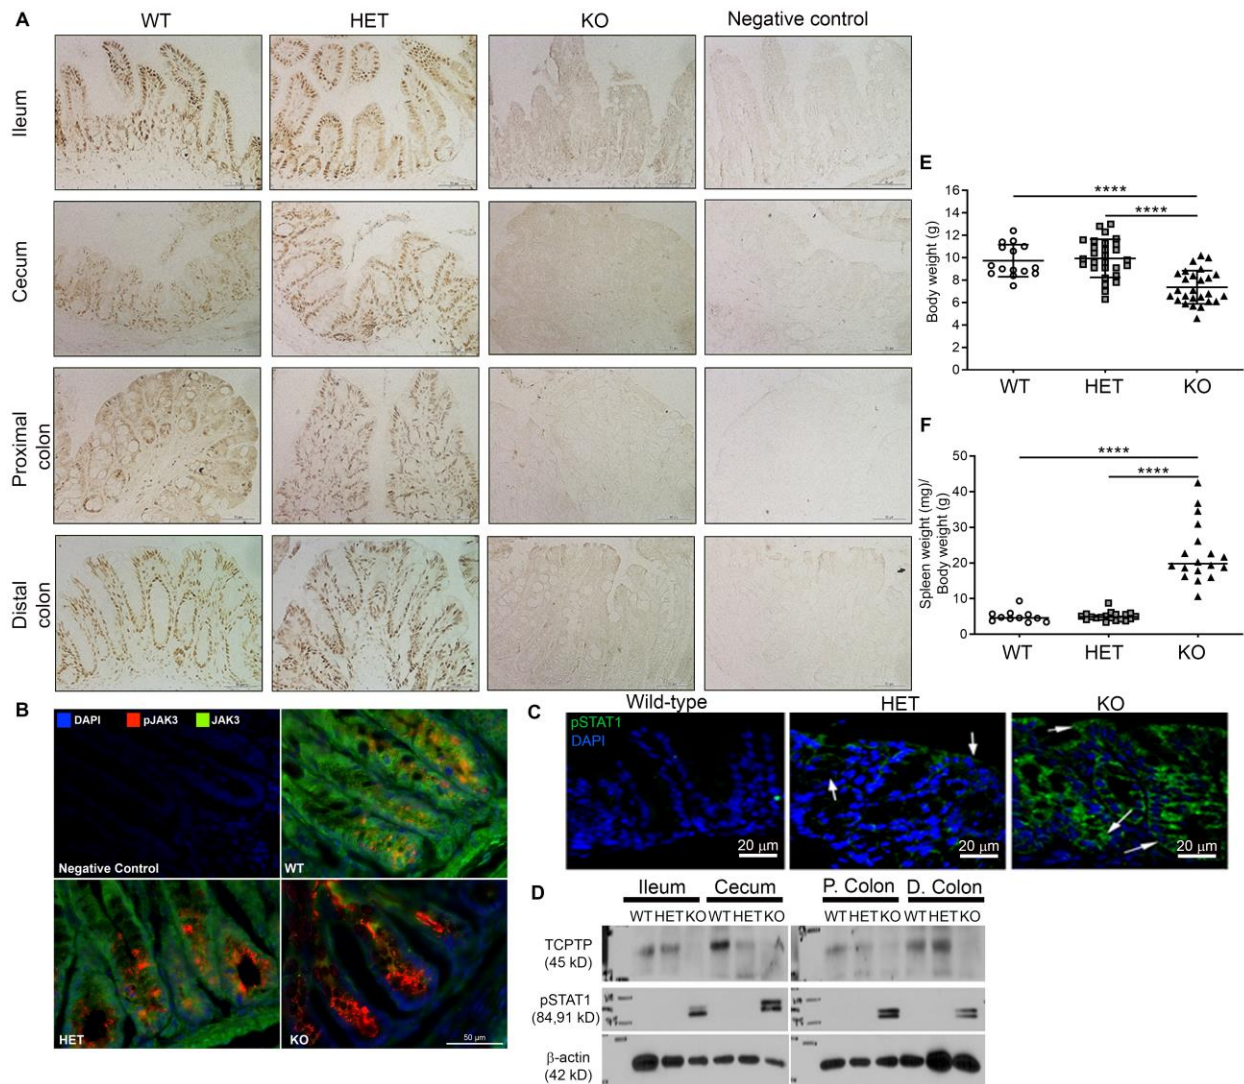 A
WT
HET
KO
Negative control
Ileum
Cecum
Proximal
colon
Distal
colon
B
DAPI
pJAK3
JAK3
Negative Control
WT
HET
KO
50 µm
C
Wild-type
HET
KO
pSTAT1
DAPI
20 µm
20 µm
20 µm
D
Ileum
Cecum
P. Colon
D. Colon
WT HET KO WT HET KO
WT HET KO WT HET KO
TCPTP
(45 kD)
pSTAT1
(84,91 kD)
β-actin
(42 kD)
E
Body weight (g)
16
14
12
10
8
6
4
2
0
****
****
WT
HET
KO
F
Spleen weight (mg)/
Body weight (g)
50
40
30
20
10
0
****
****
WT
HET
KO